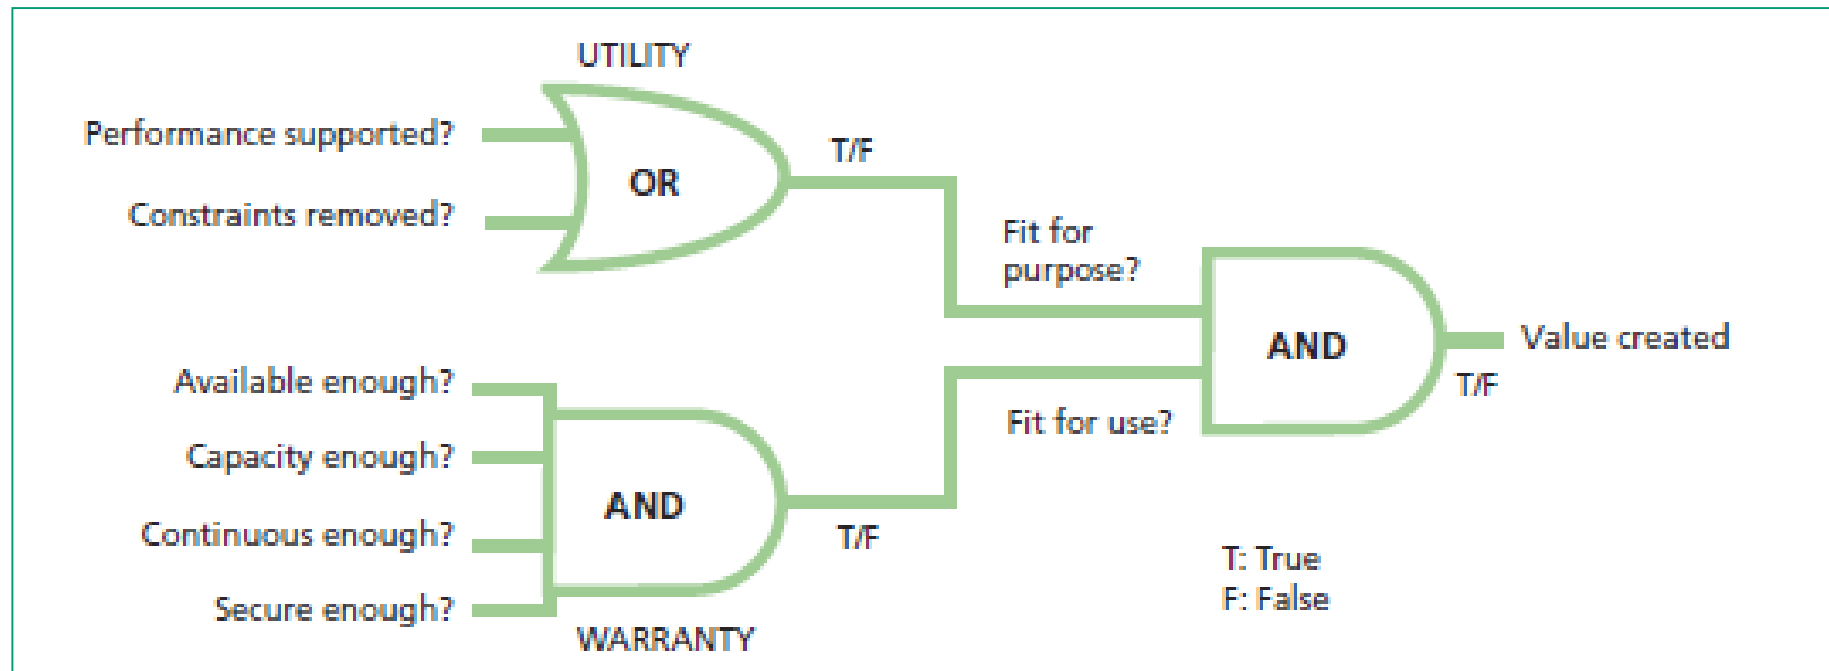 UTILITY
Performance supported?
Constraints removed?
OR
T/F
Fit for
purpose?
AND
Value created
T/F
Available enough?
Capacity enough?
Continuous enough?
Secure enough?
AND
T/F
Fit for use?
WARRANTY
T: True
F: False